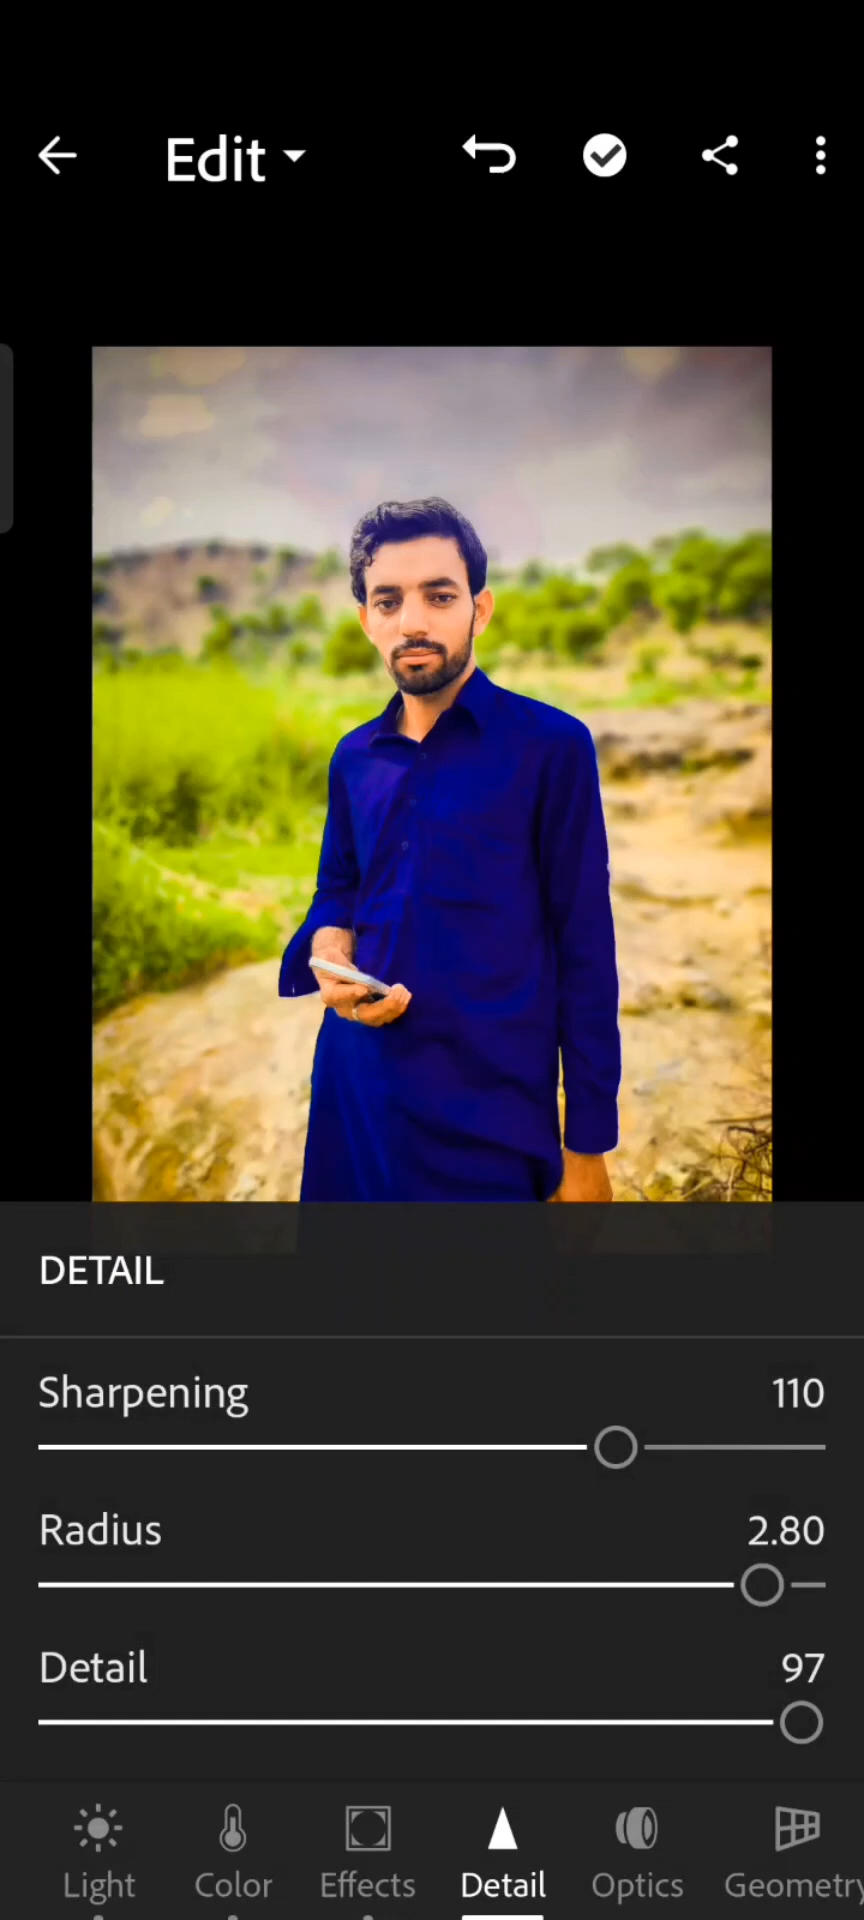 Edit
DETAIL
Sharpening 110
Radius 2.80
Detail 97
Light Color Effects Detail Optics Geometry